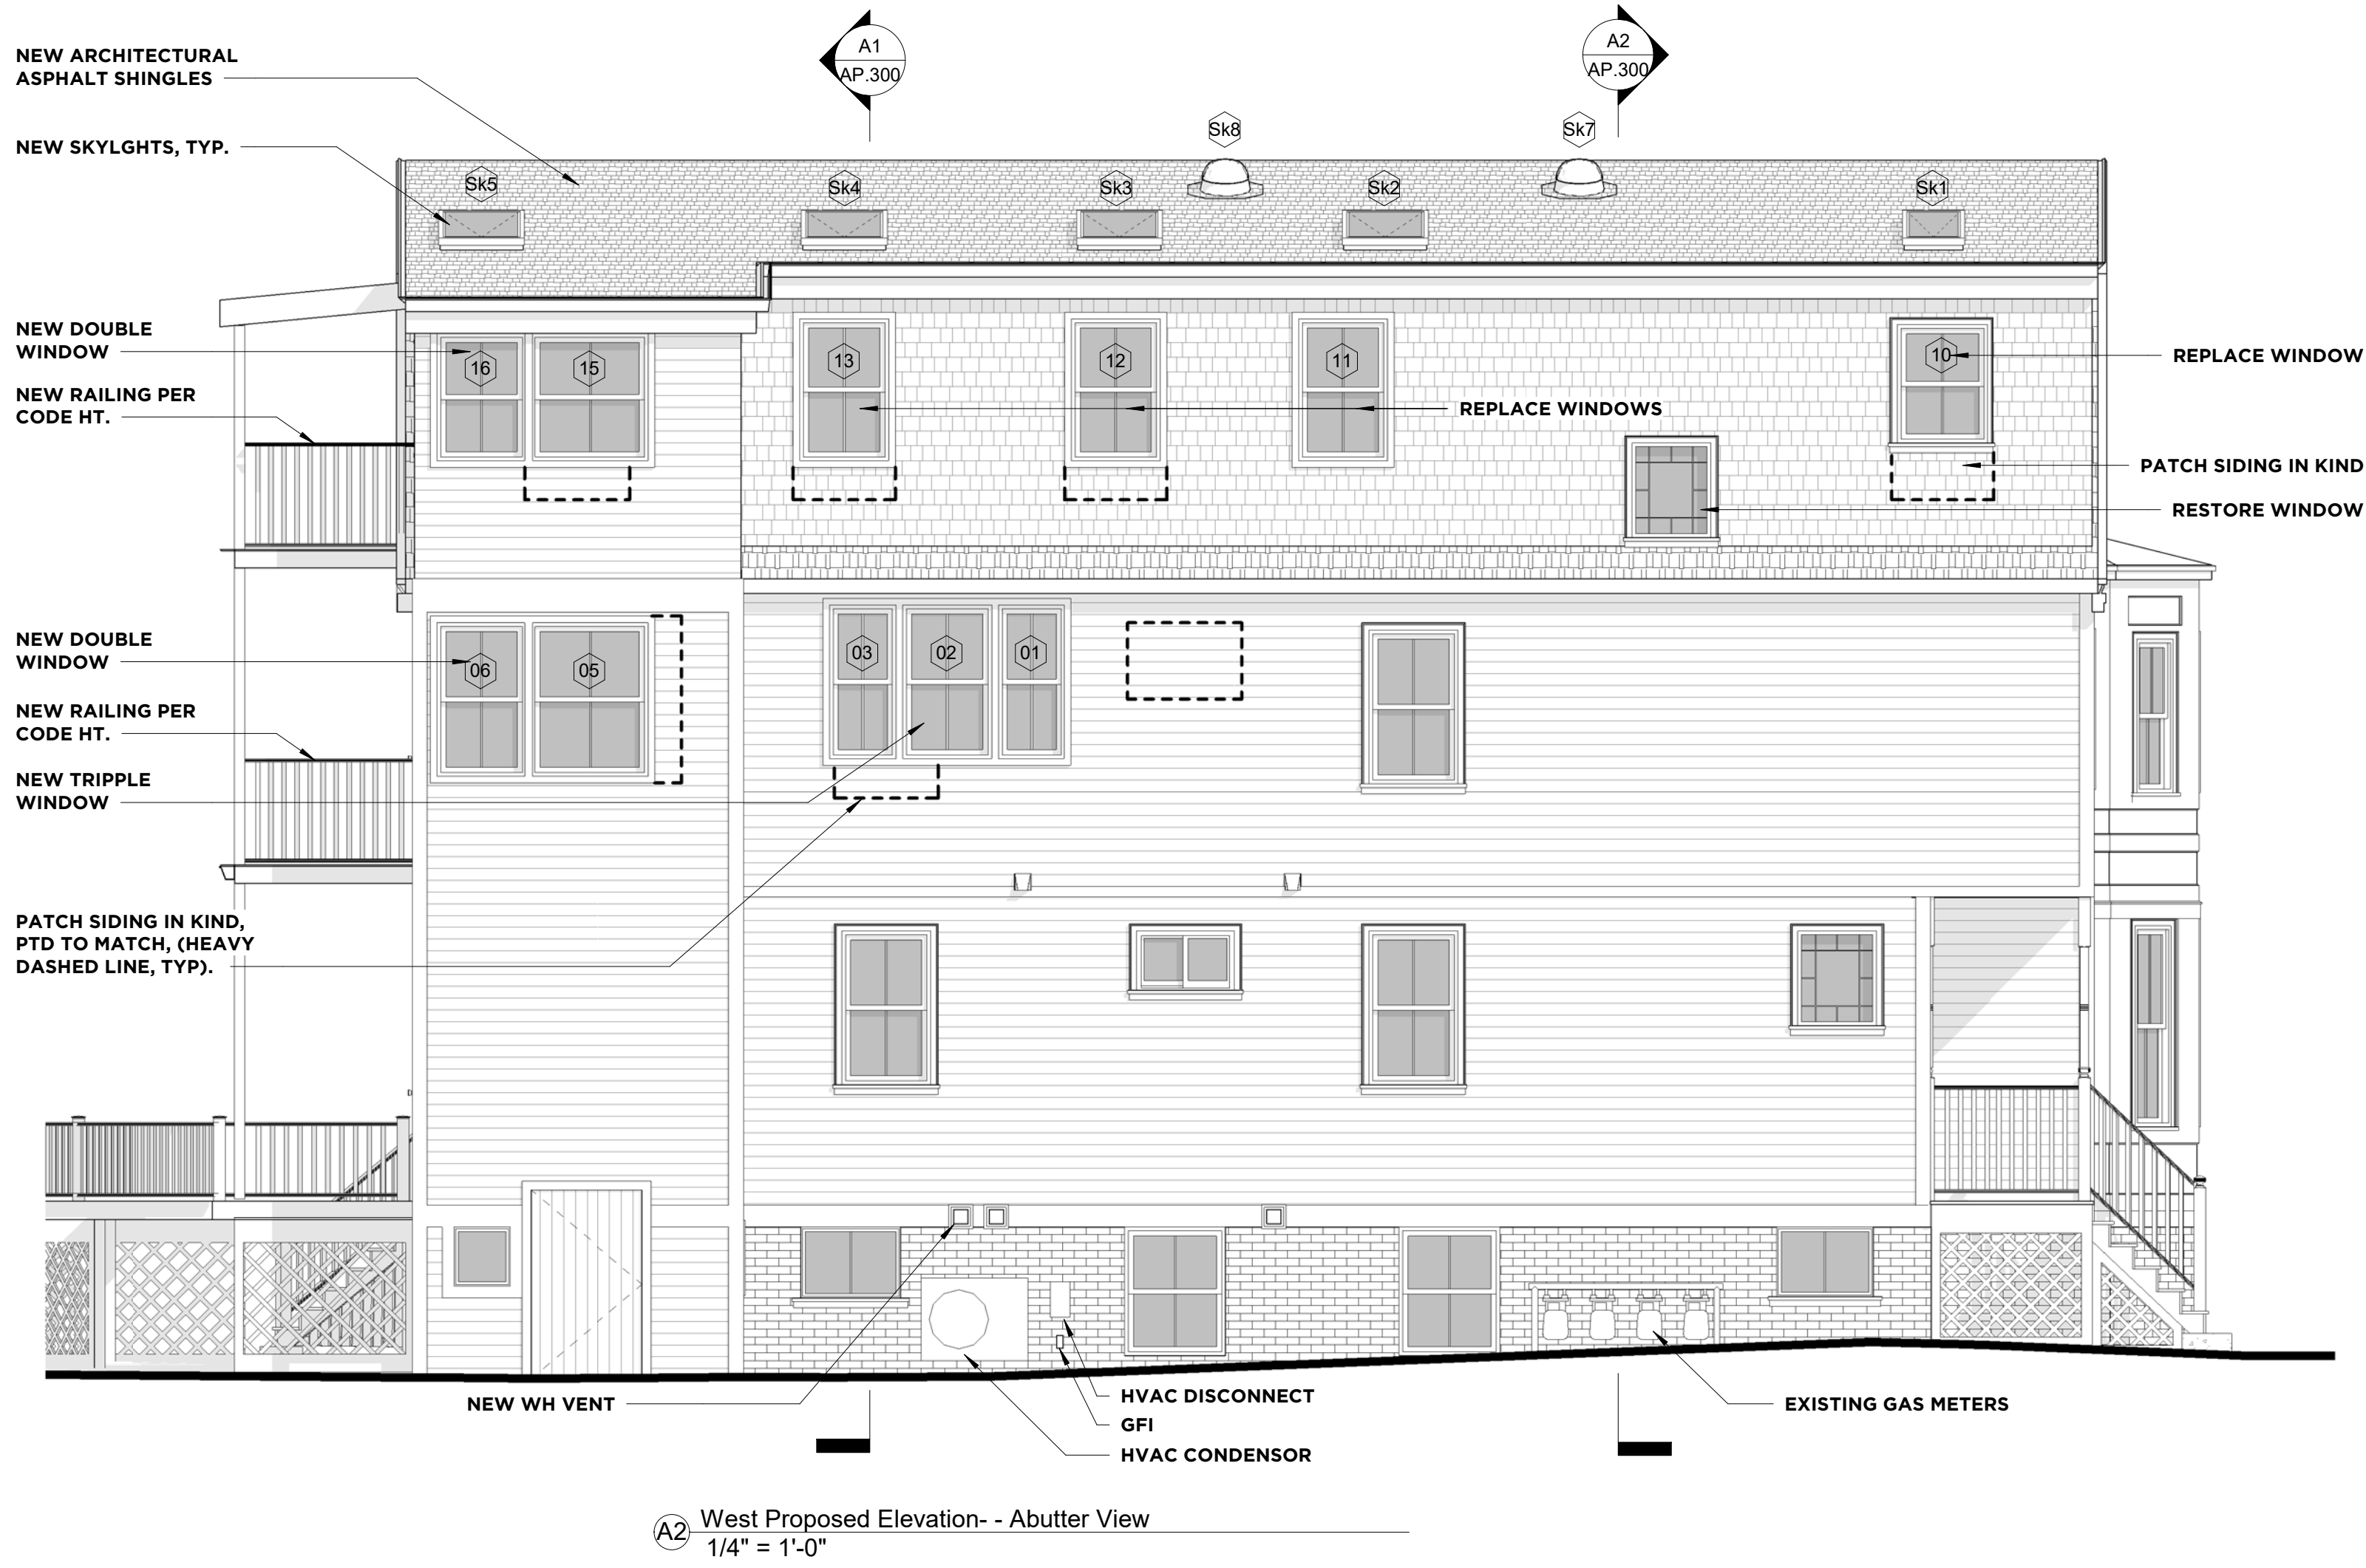 A1
AP.300
A2
AP.300
NEW ARCHITECTURAL
ASPHALT SHINGLES
NEW SKYLGHTS, TYP.
Sk8
Sk7
Sk5
Sk4
Sk3
Sk2
Sk1
NEW DOUBLE
WINDOW
16
15
13
12
11
10
REPLACE WINDOW
NEW RAILING PER
CODE HT.
REPLACE WINDOWS
PATCH SIDING IN KIND
RESTORE WINDOW
NEW DOUBLE
WINDOW
06
05
03
02
01
NEW RAILING PER
CODE HT.
NEW TRIPPLE
WINDOW
PATCH SIDING IN KIND,
PTD TO MATCH, (HEAVY
DASHED LINE, TYP).
NEW WH VENT
HVAC DISCONNECT
GFI
HVAC CONDENSOR
EXISTING GAS METERS
A2
West Proposed Elevation- - Abutter View
1/4" = 1'-0"